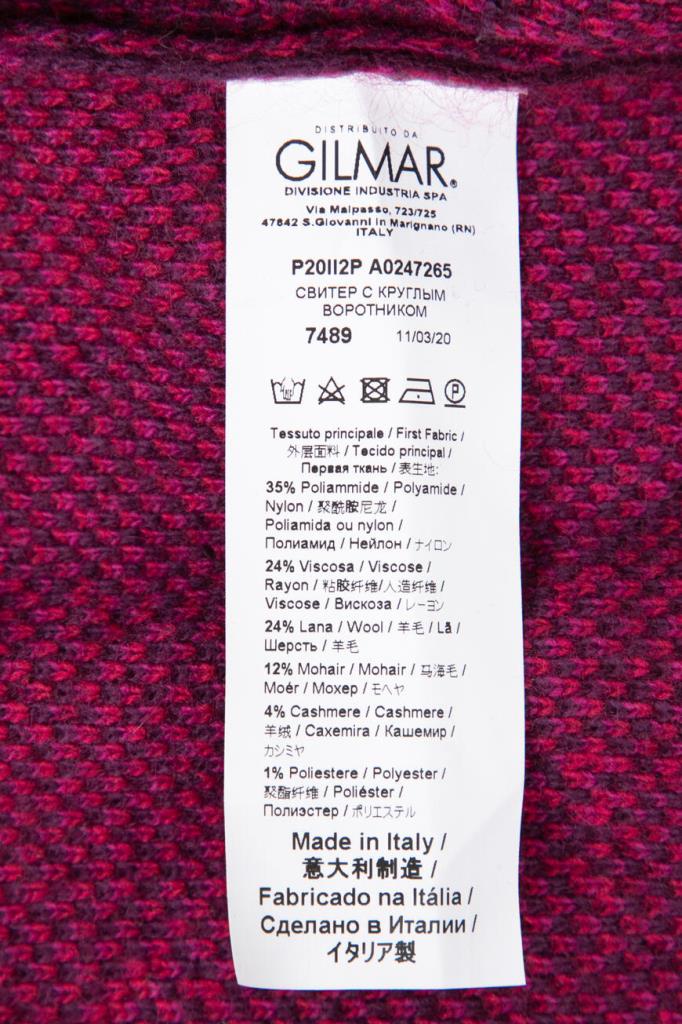 DISTRIBUITO DA
GILMAR®
DIVISIONE INDUSTRIA SPA
Via Malpasso, 723/725
47842 S.Giovanni in Marignano (RN)
ITALY
P20II2P A0247265
СВИТЕР С КРУГЛЫМ
ВОРОТНИКОМ
7489 11/03/20
P
Tessuto principale / First Fabric /
外层面料 / Tecido principal /
Первая ткань / 表生地:
35% Poliammide / Polyamide /
Nylon / 聚酰胺尼龙 /
Poliamida ou nylon /
Полиамид / Нейлон / ナイロン
24% Viscosa / Viscose /
Rayon / 粘胶纤维/人造纤维 /
Viscose / Вискоза / レーヨン
24% Lana / Wool / 羊毛 / Lã /
Шерсть / 羊毛
12% Mohair / Mohair / 马海毛 /
Moér / Мохер / モヘヤ
4% Cashmere / Cashmere /
羊绒 / Caxemira / Кашемир /
カシミヤ
1% Poliestere / Polyester /
聚酯纤维 / Poliéster /
Полиэстер / ポリエステル
Made in Italy /
意大利制造 /
Fabricado na Itália /
Сделано в Италии /
イタリア製